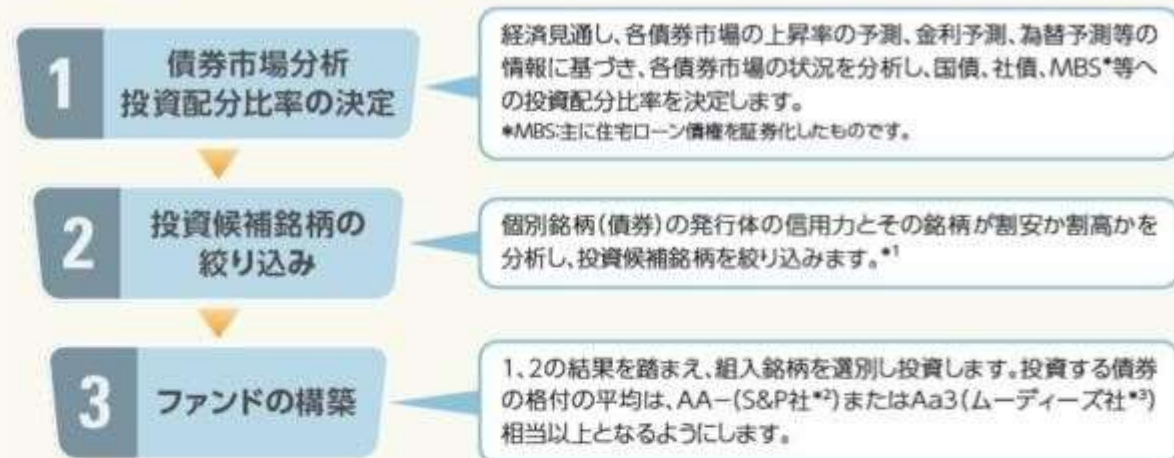 1
債券市場分析
投資配分比率の決定
経済見通し、各債券市場の上昇率の予測、金利予測、為替予測等の
情報に基づき、各債券市場の状況を分析し、国債、社債、MBS*等へ
の投資配分比率を決定します。
*MBS:主に住宅ローン債権を証券化したものです。
2
投資候補銘柄の
絞り込み
個別銘柄(債券)の発行体の信用力とその銘柄が割安か割高かを
分析し、投資候補銘柄を絞り込みます。*1
3
ファンドの構築
1、2の結果を踏まえ、組入銘柄を選別し投資します。投資する債券
の格付の平均は、AA−(S&P社*2)またはAa3(ムーディーズ社*3)
相当以上となるようにします。